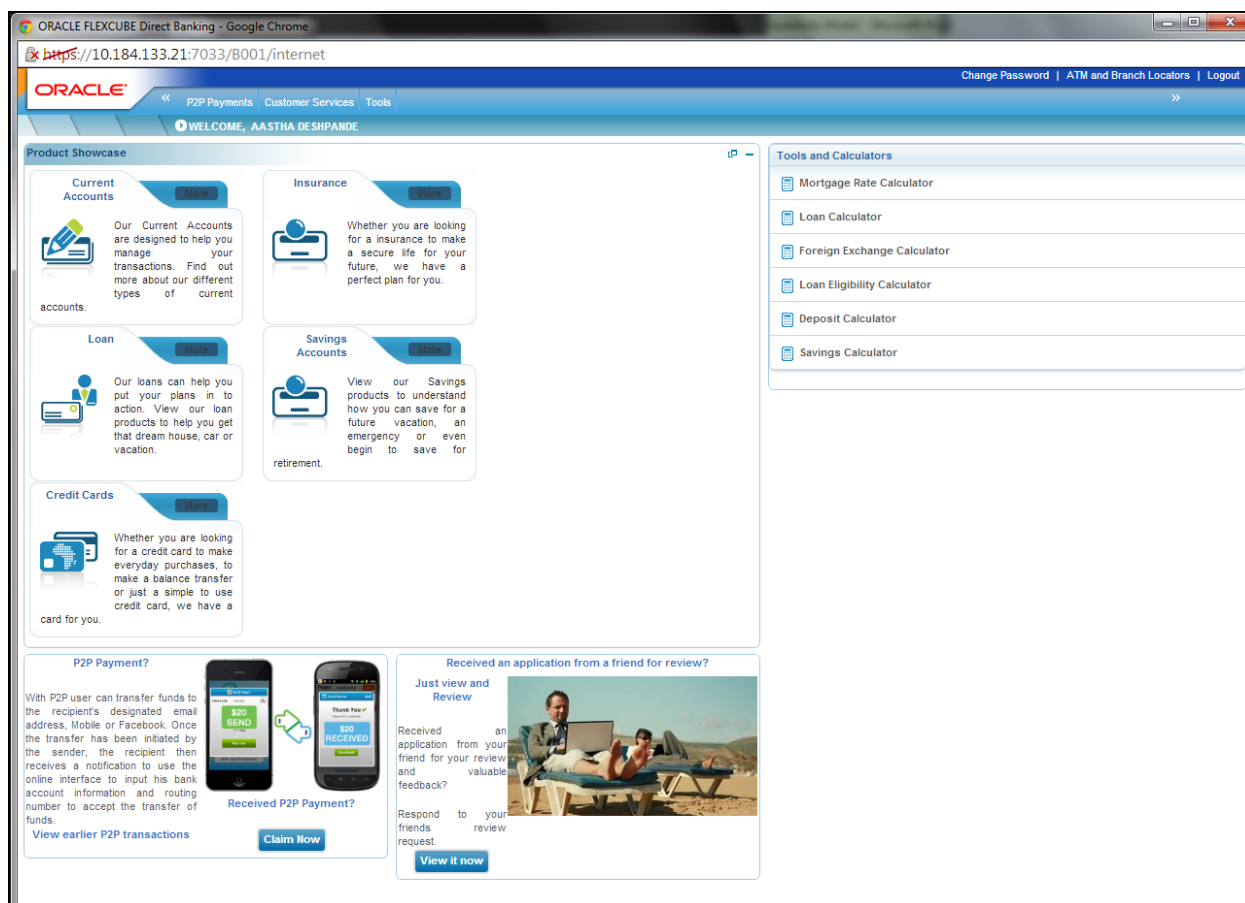 ORACLE FLEXCUBE Direct Banking - Google Chrome
https://10.184.133.21:7033/B001/internet
Change Password | ATM and Branch Locators | Logout
ORACLE
« P2P Payments Customer Services Tools »
WELCOME, AASTHA DESHPANDE
Product Showcase
Current
Accounts
More
Our Current Accounts
are designed to help you
manage your
transactions. Find out
more about our different
types of current
accounts.
Insurance
More
Whether you are looking
for a insurance to make
a secure life for your
future, we have a
perfect plan for you.
Loan
More
Our loans can help you
put your plans in to
action. View our loan
products to help you get
that dream house, car or
vacation.
Savings
Accounts
More
View our Savings
products to understand
how you can save for a
future vacation, an
emergency or even
begin to save for
retirement.
Credit Cards
More
Whether you are looking
for a credit card to make
everyday purchases, to
make a balance transfer
or just a simple to use
credit card, we have a
card for you.
Tools and Calculators
Mortgage Rate Calculator
Loan Calculator
Foreign Exchange Calculator
Loan Eligibility Calculator
Deposit Calculator
Savings Calculator
P2P Payment?
With P2P user can transfer funds to
the recipient's designated email
address, Mobile or Facebook. Once
the transfer has been initiated by
the sender, the recipient then
receives a notification to use the
online interface to input his bank
account information and routing
number to accept the transfer of
funds.
View earlier P2P transactions
$20
SEND
Thank You
$20
RECEIVED
Received P2P Payment?
Claim Now
Received an application from a friend for review?
Just view and
Review
Received an
application from your
friend for your review
and valuable
feedback?
Respond to your
friends review
request.
View it now